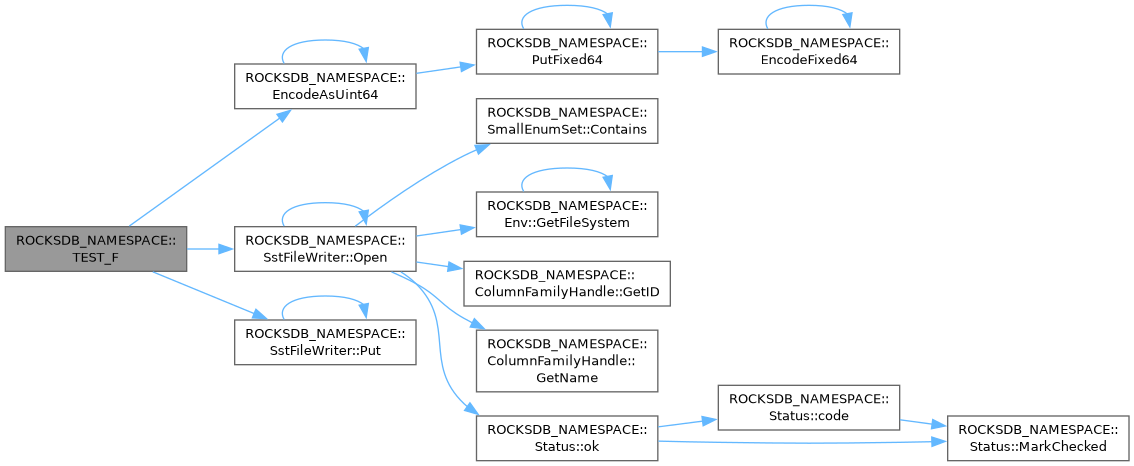 ROCKSDB_NAMESPACE::
TEST_F
ROCKSDB_NAMESPACE::
EncodeAsUint64
ROCKSDB_NAMESPACE::
SstFileWriter::Open
ROCKSDB_NAMESPACE::
SstFileWriter::Put
ROCKSDB_NAMESPACE::
PutFixed64
ROCKSDB_NAMESPACE::
SmallEnumSet::Contains
ROCKSDB_NAMESPACE::
Env::GetFileSystem
ROCKSDB_NAMESPACE::
ColumnFamilyHandle::GetID
ROCKSDB_NAMESPACE::
ColumnFamilyHandle::
GetName
ROCKSDB_NAMESPACE::
Status::ok
ROCKSDB_NAMESPACE::
EncodeFixed64
ROCKSDB_NAMESPACE::
Status::code
ROCKSDB_NAMESPACE::
Status::MarkChecked